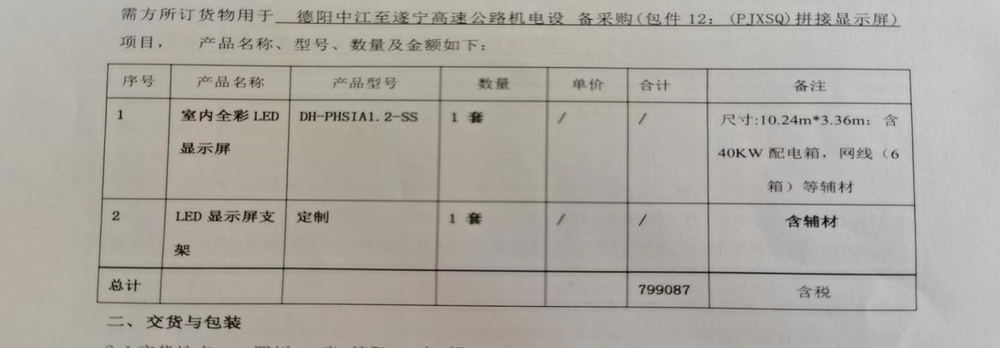 需方所订货物用于 德阳中江至遂宁高速公路机电设 备采购(包件 12： (PJXSQ)拼接显示屏)
项目， 产品名称、型号、数量及金额如下：
序号 产品名称 产品型号 数量 单价 合计 备注
1 室内全彩 LED DH-PHSIA1.2-SS 1 套 / / 尺寸:10.24m*3.36m：含
显示屏 40KW 配电箱，网线（6
箱）等辅材
2 LED 显示屏支 定制 1 套 / / 含辅材
架
总计 799087 含税
二、交货与包装